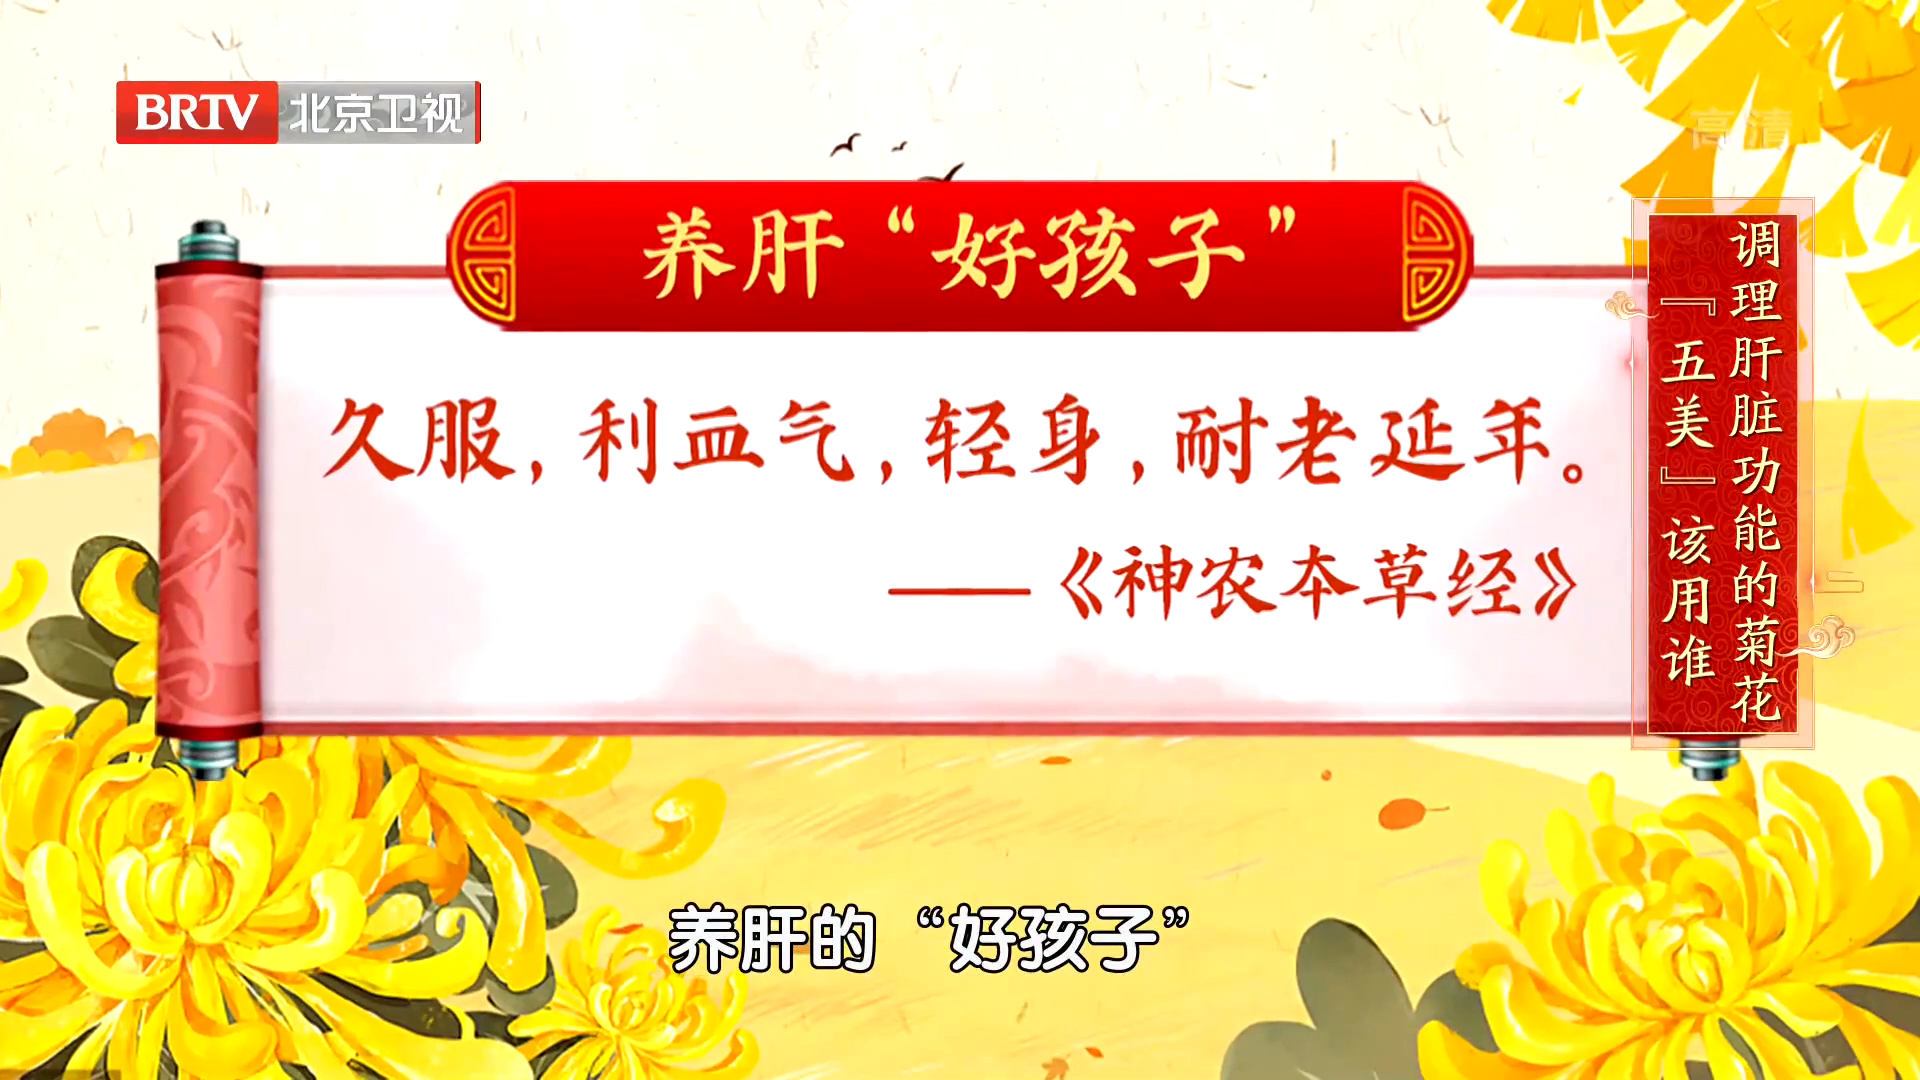 BRTV 北京卫视
高清
养肝“好孩子”
久服，利血气，轻身，耐老延年。
——《神农本草经》
调理肝脏功能的菊花
『五美』该用谁
养肝的“好孩子”